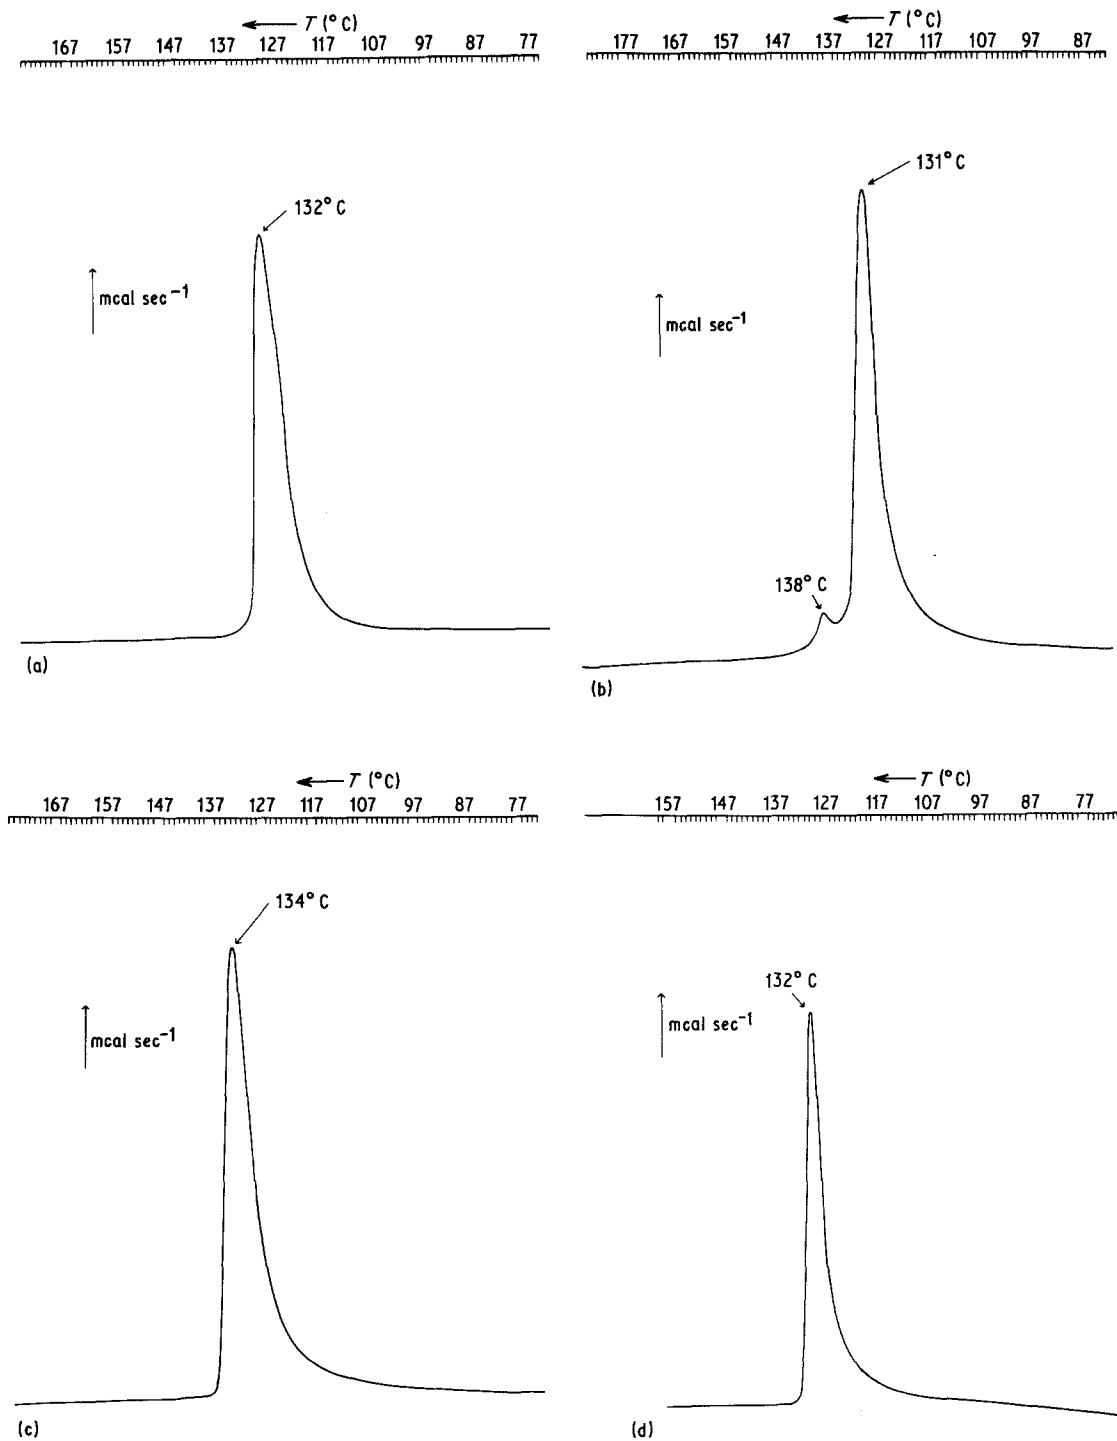 T (°C)
167 157 147 137 127 117 107 97 87 77
132° C
mcal sec⁻¹
(a)
T (°C)
177 167 157 147 137 127 117 107 97 87
131° C
mcal sec⁻¹
138° C
(b)
T (°C)
167 157 147 137 127 117 107 97 87 77
134° C
mcal sec⁻¹
(c)
T (°C)
157 147 137 127 117 107 97 87 77
132° C
mcal sec⁻¹
(d)